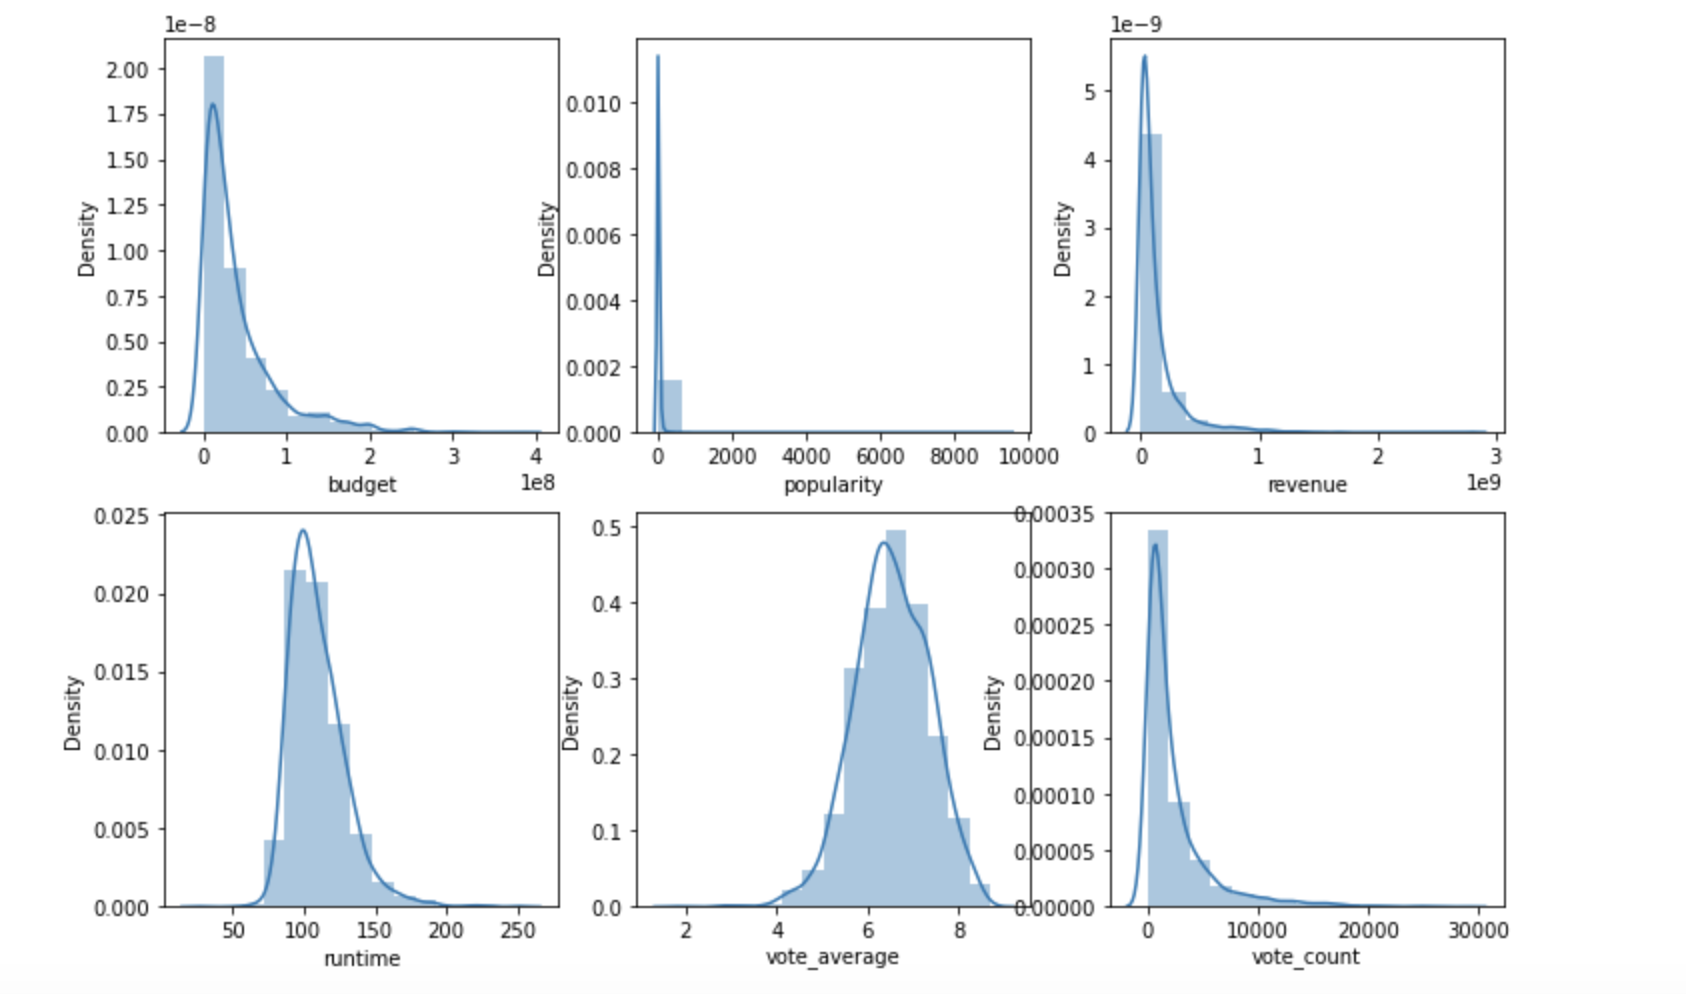 1e−8
Density
2.00
1.75
1.50
1.25
1.00
0.75
0.50
0.25
0.00
0 1 2 3 4
budget 1e8
Density
0.010
0.008
0.006
0.004
0.002
0.000
0 2000 4000 6000 8000 10000
popularity
1e−9
Density
5
4
3
2
1
0
0 1 2 3
revenue 1e9
Density
0.025
0.020
0.015
0.010
0.005
0.000
50 100 150 200 250
runtime
Density
0.5
0.4
0.3
0.2
0.1
0.0
2 4 6 8
vote_average
Density
0.00035
0.00030
0.00025
0.00020
0.00015
0.00010
0.00005
0.00000
0 10000 20000 30000
vote_count